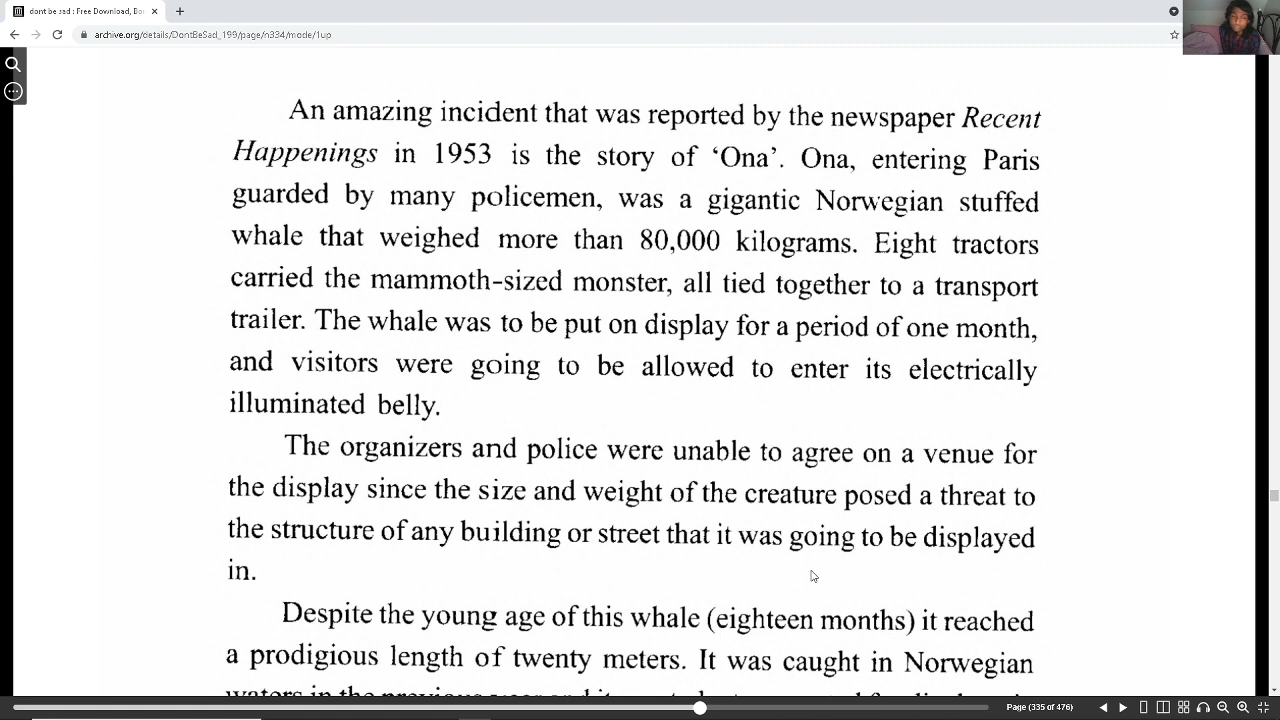 dont be sad : Free Download, Bo
archive.org/details/DontBeSad_199/page/n334/mode/1up
An amazing incident that was reported by the newspaper Recent
Happenings in 1953 is the story of ‘Ona’. Ona, entering Paris
guarded by many policemen, was a gigantic Norwegian stuffed
whale that weighed more than 80,000 kilograms. Eight tractors
carried the mammoth-sized monster, all tied together to a transport
trailer. The whale was to be put on display for a period of one month,
and visitors were going to be allowed to enter its electrically
illuminated belly.
The organizers and police were unable to agree on a venue for
the display since the size and weight of the creature posed a threat to
the structure of any building or street that it was going to be displayed
in.
Despite the young age of this whale (eighteen months) it reached
a prodigious length of twenty meters. It was caught in Norwegian
waters in the previous year and it
Page (335 of 476)